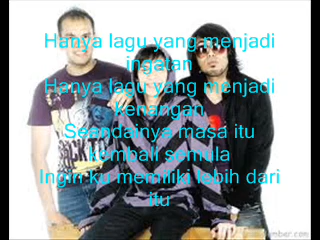 Hanya lagu yang menjadi
ingatan
Hanya lagu yang menjadi
kenangan
Seandainya masa itu
kembali semula
Ingin ku memiliki lebih dari
itu